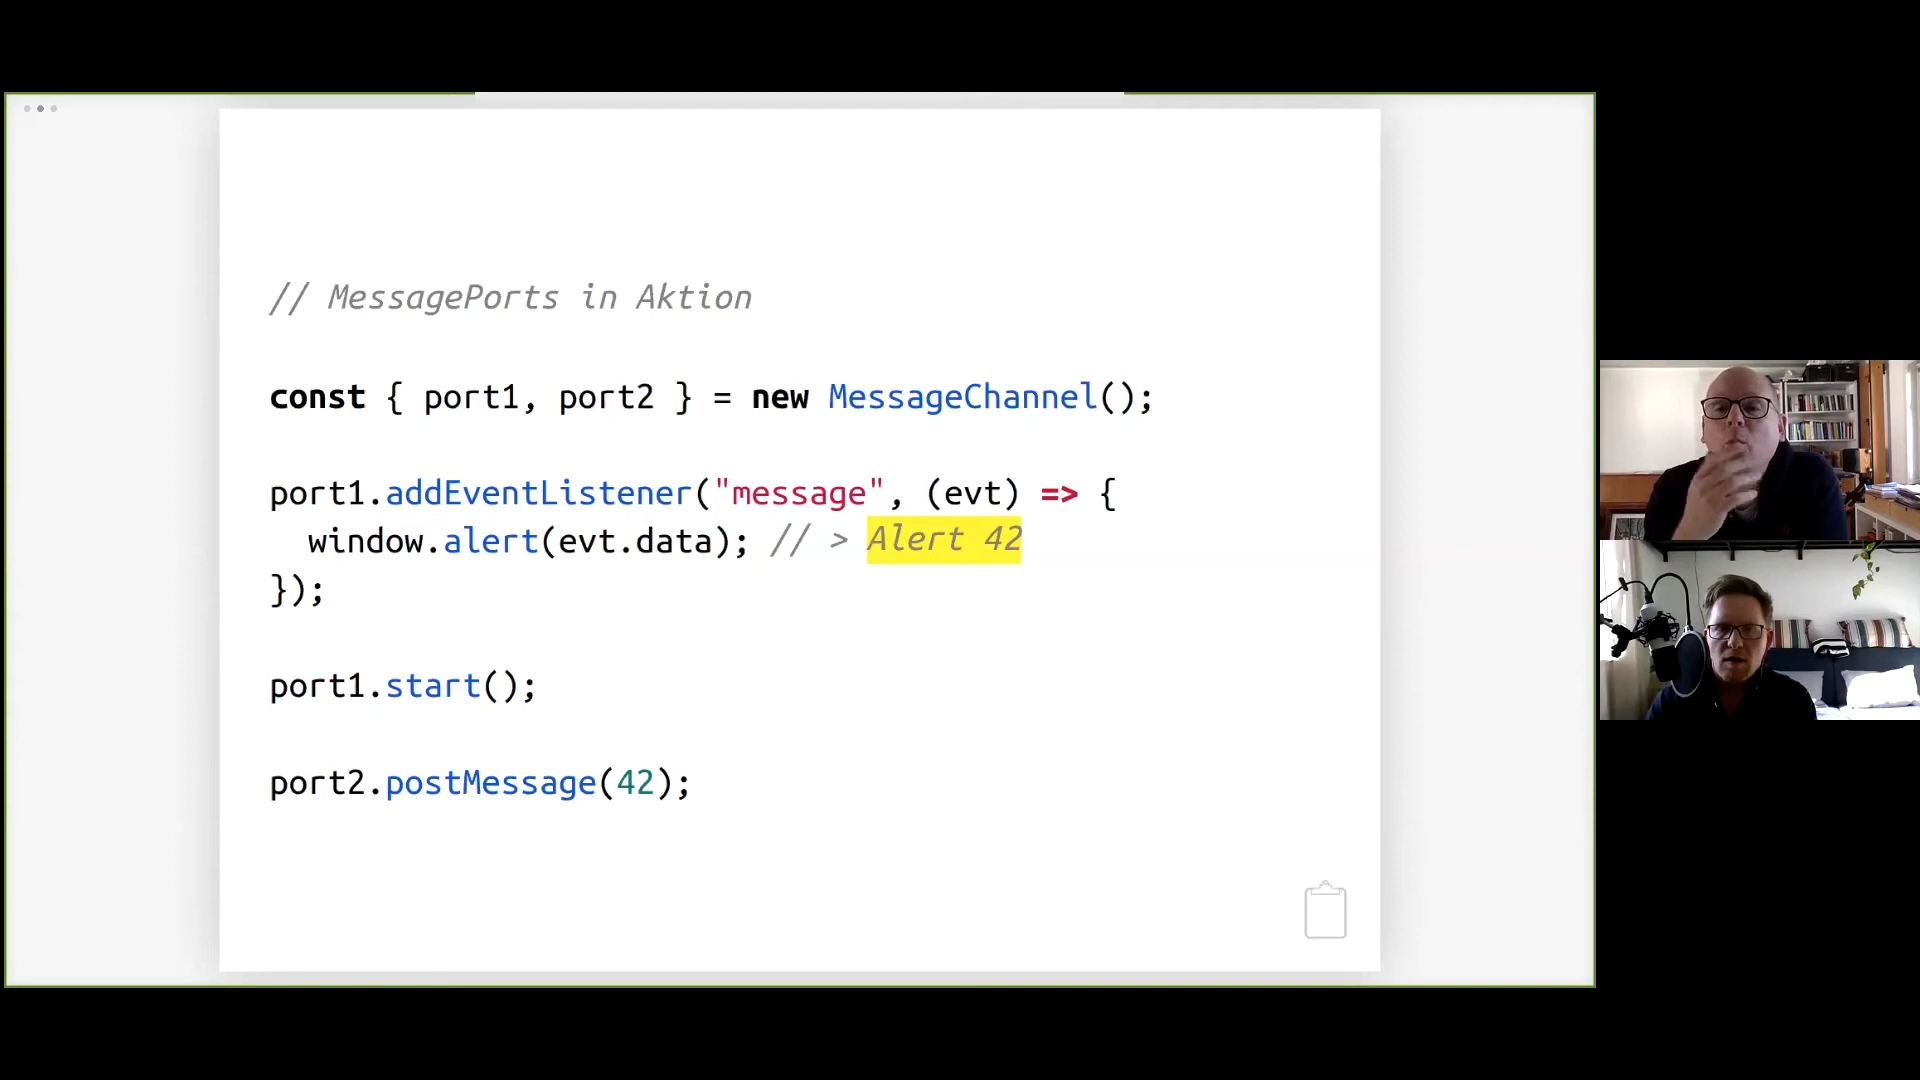 // MessagePorts in Aktion
const { port1, port2 } = new MessageChannel();
port1.addEventListener("message", (evt) => {
window.alert(evt.data); // > Alert 42
});
port1.start();
port2.postMessage(42);